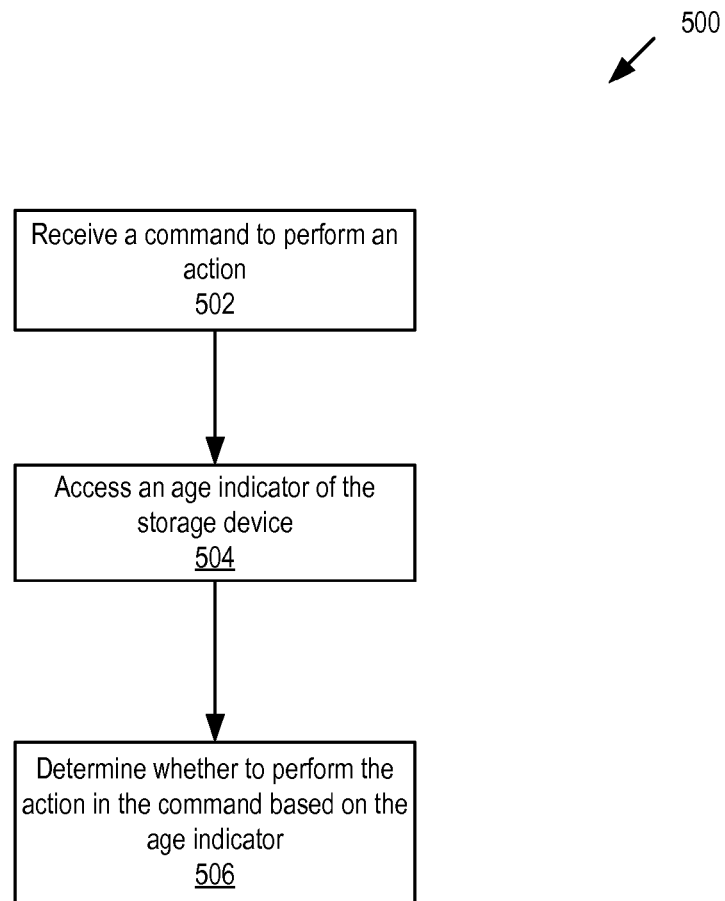 500
Receive a command to perform an
action
502
Access an age indicator of the
storage device
504
Determine whether to perform the
action in the command based on the
age indicator
506